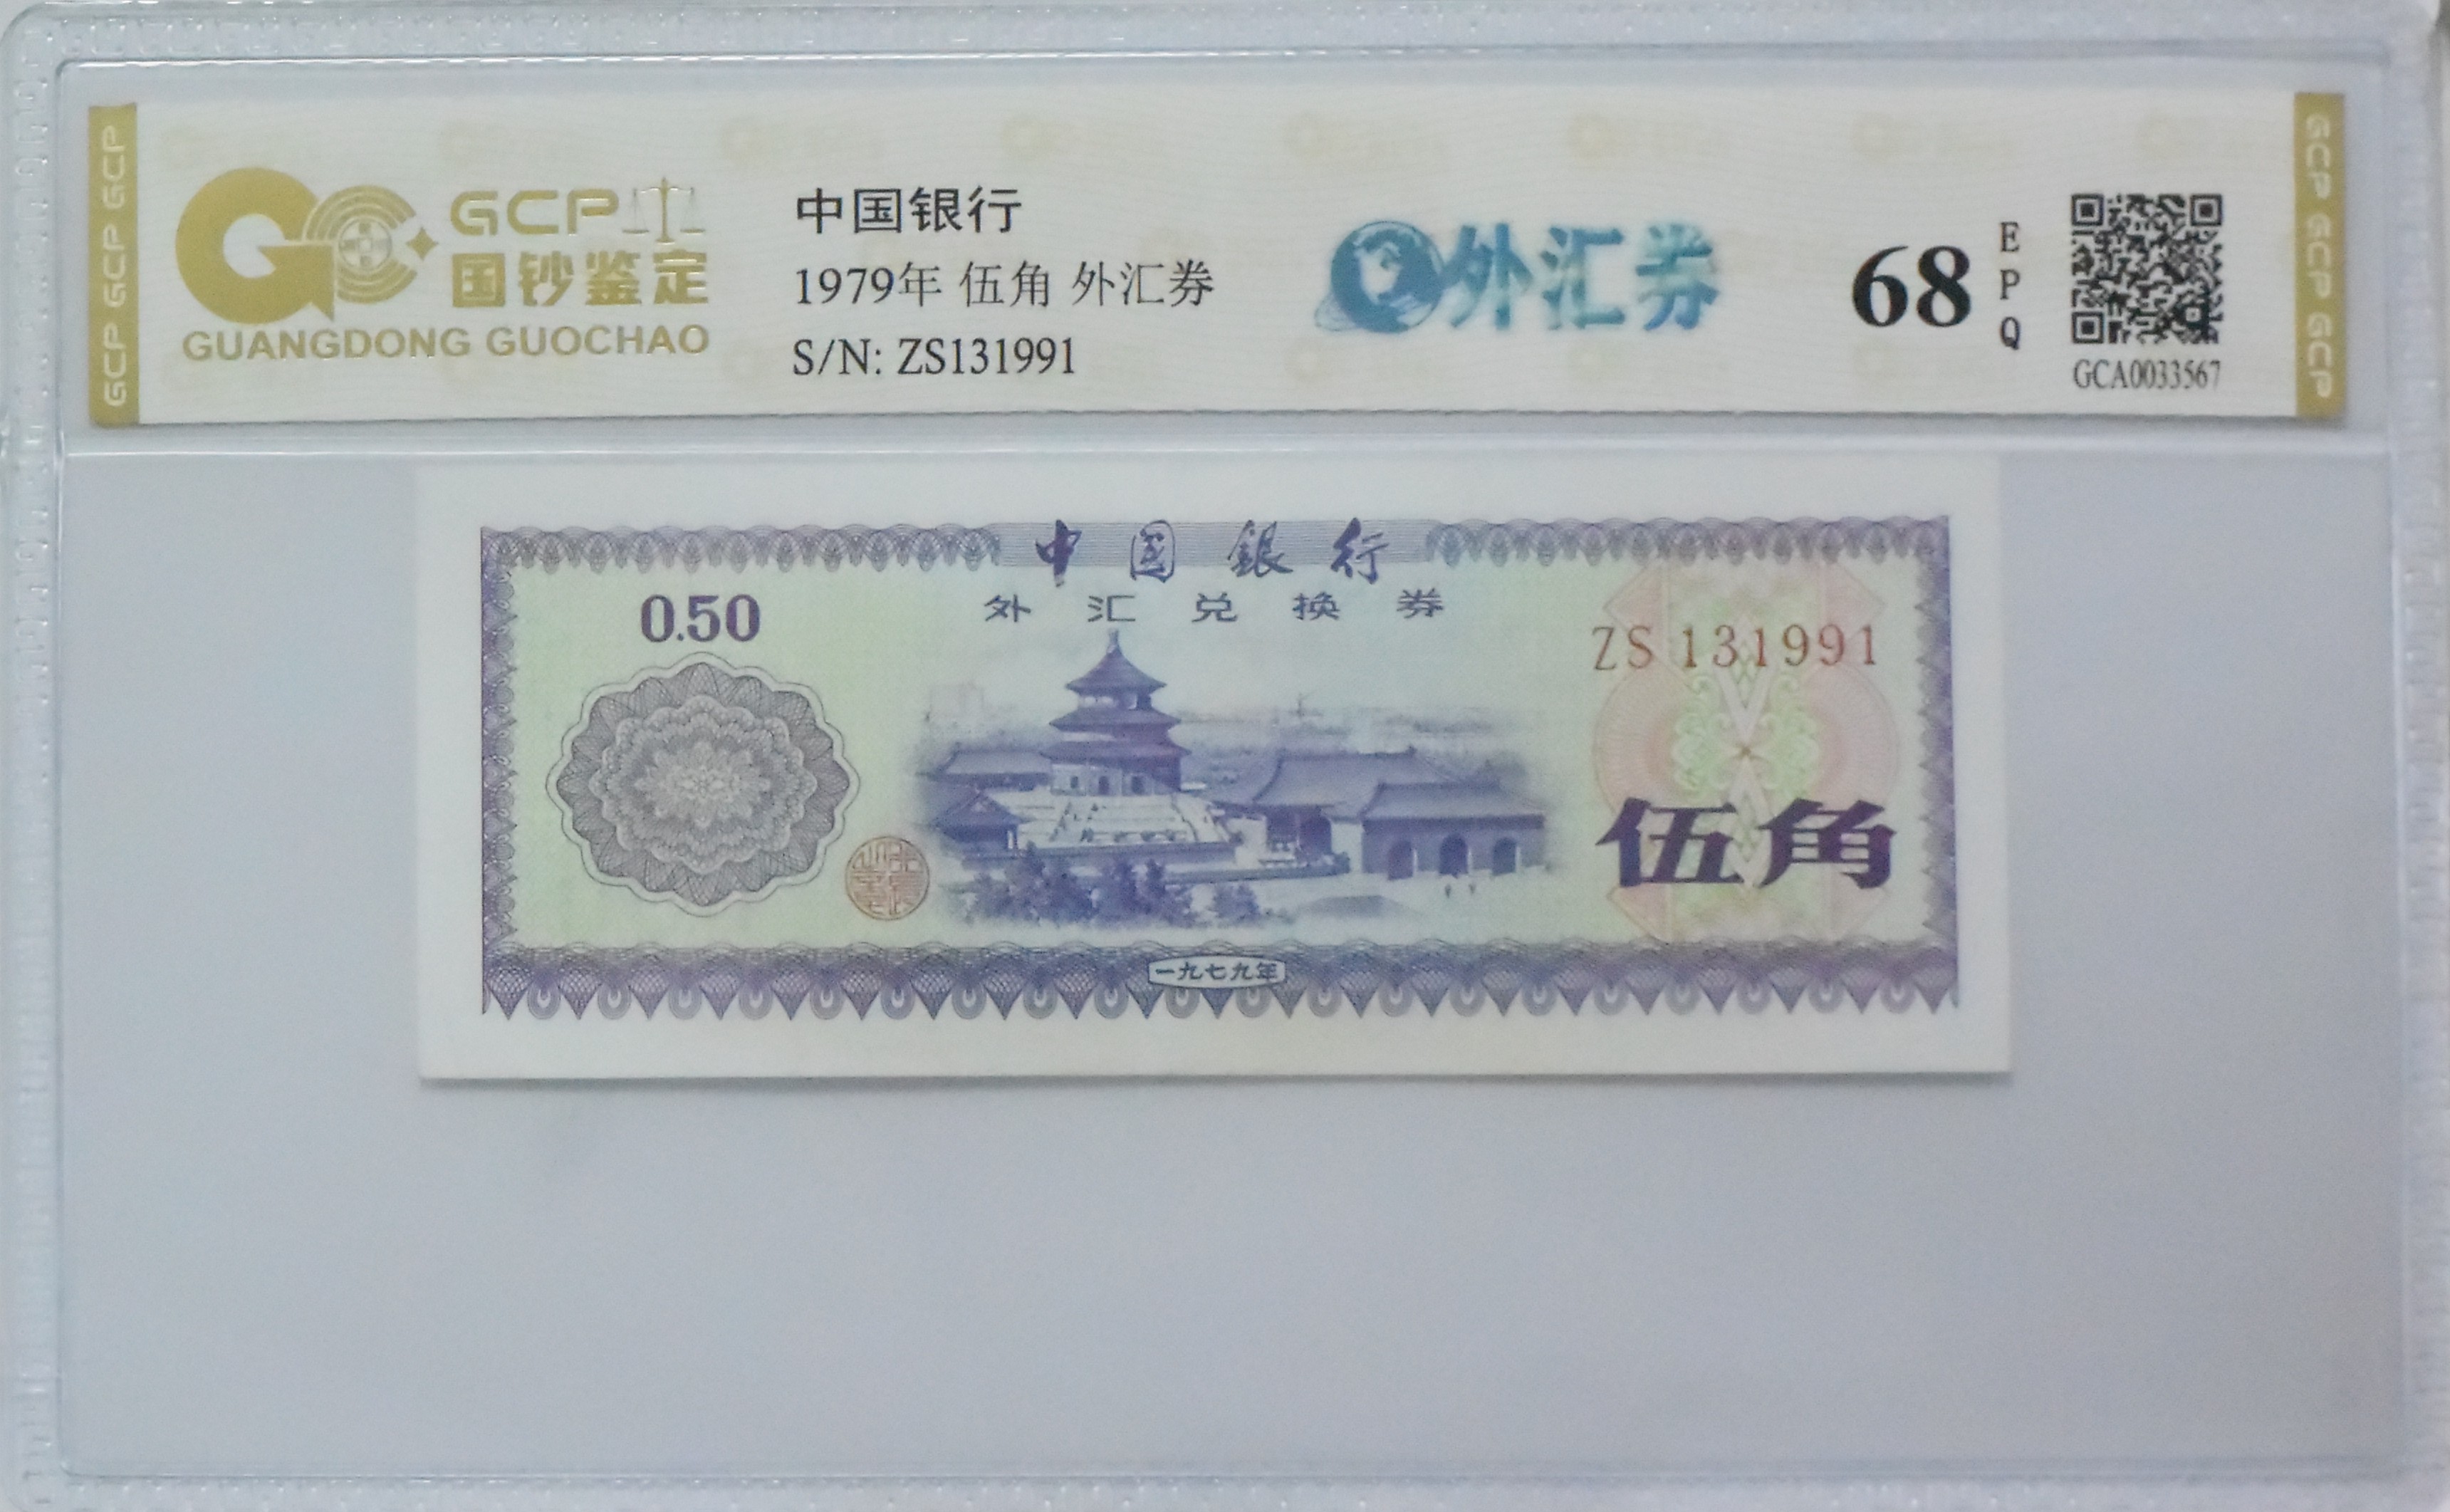 GCP GCP GCP
GCP
国钞鉴定
GUANGDONG GUOCHAO
中国银行
1979年 伍角 外汇券
S/N: ZS131991
外汇券
68
EPQ
GCA0033567
GCP GCP GCP
中国銀行
外汇兑换券
0.50
ZS 131991
伍角
一九七九年